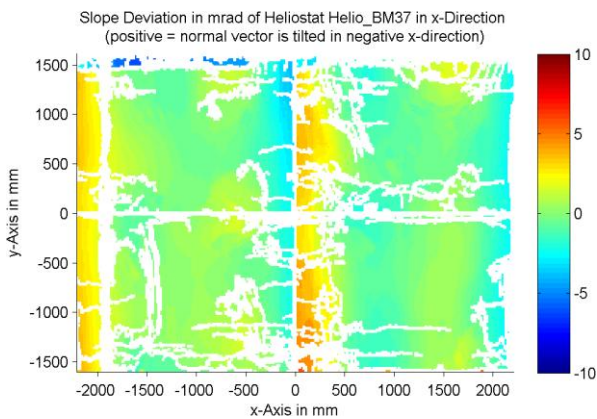 Slope Deviation in mrad of Heliostat Helio_BM37 in x-Direction
(positive = normal vector is tilted in negative x-direction)
1500
1000
500
0
-500
-1000
-1500
y-Axis in mm
-2000 -1500 -1000 -500 0 500 1000 1500 2000
x-Axis in mm
10
5
0
-5
-10